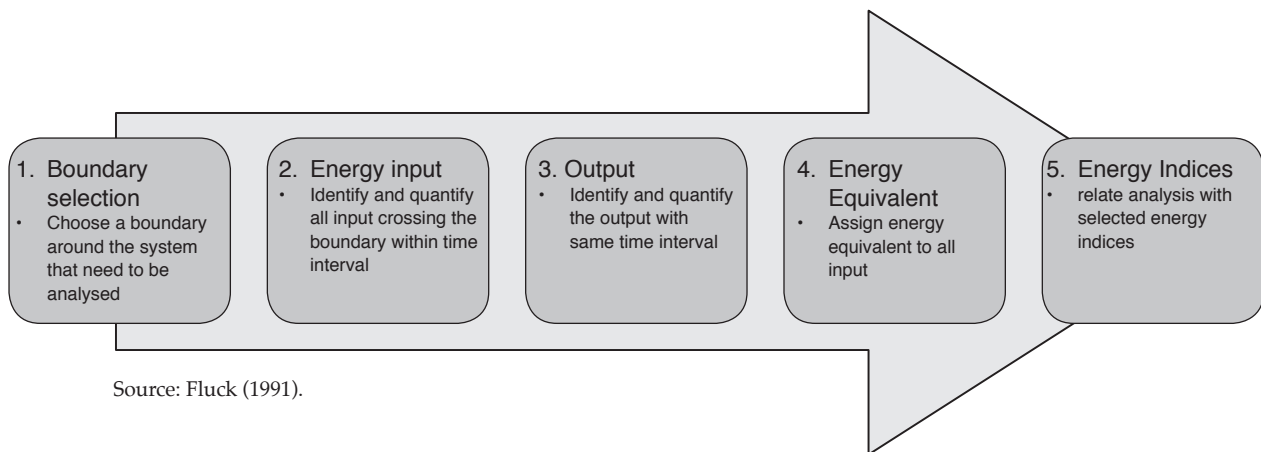 1. Boundary
selection
• Choose a boundary
around the system
that need to be
analysed
2. Energy input
• Identify and quantify
all input crossing the
boundary within time
interval
3. Output
• Identify and quantify
the output with
same time interval
4. Energy
Equivalent
• Assign energy
equivalent to all
input
5. Energy Indices
• relate analysis with
selected energy
indices
Source: Fluck (1991).